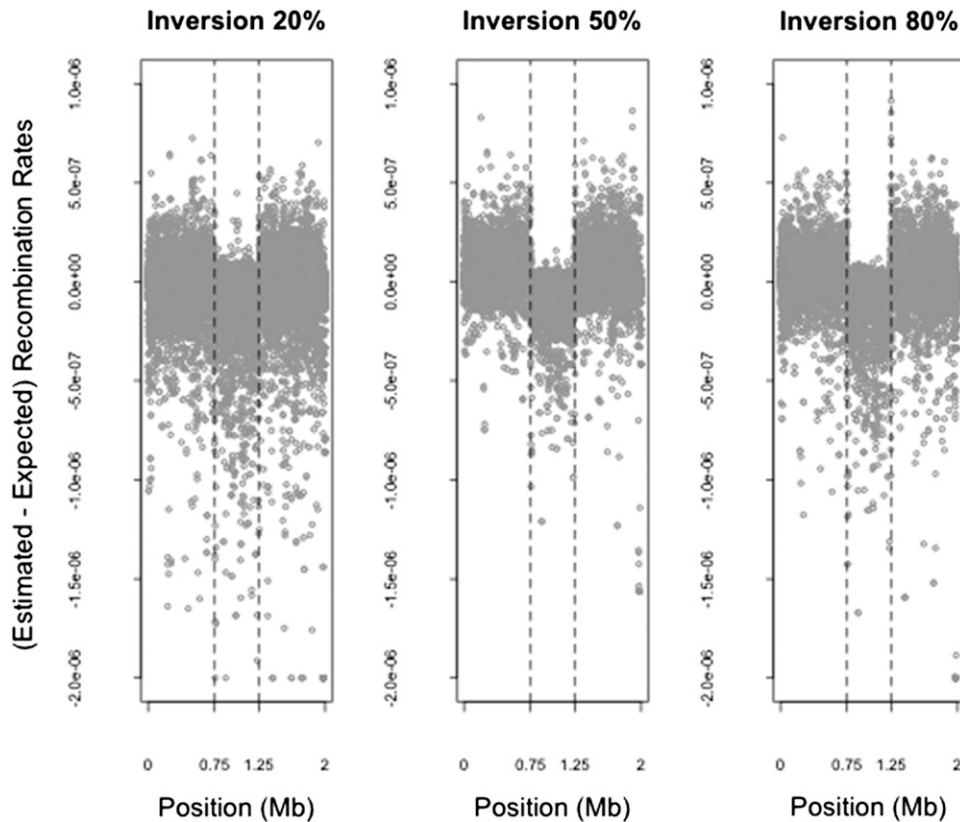 Inversion 20% Inversion 50% Inversion 80%
(Estimated - Expected) Recombination Rates
1.0e-06 5.0e-07 0.0e+00 -5.0e-07 -1.0e-06 -1.5e-06 -2.0e-06
1.0e-06 5.0e-07 0.0e+00 -5.0e-07 -1.0e-06 -1.5e-06 -2.0e-06
1.0e-06 5.0e-07 0.0e+00 -5.0e-07 -1.0e-06 -1.5e-06 -2.0e-06
0 0.75 1.25 2 0 0.75 1.25 2 0 0.75 1.25 2
Position (Mb) Position (Mb) Position (Mb)